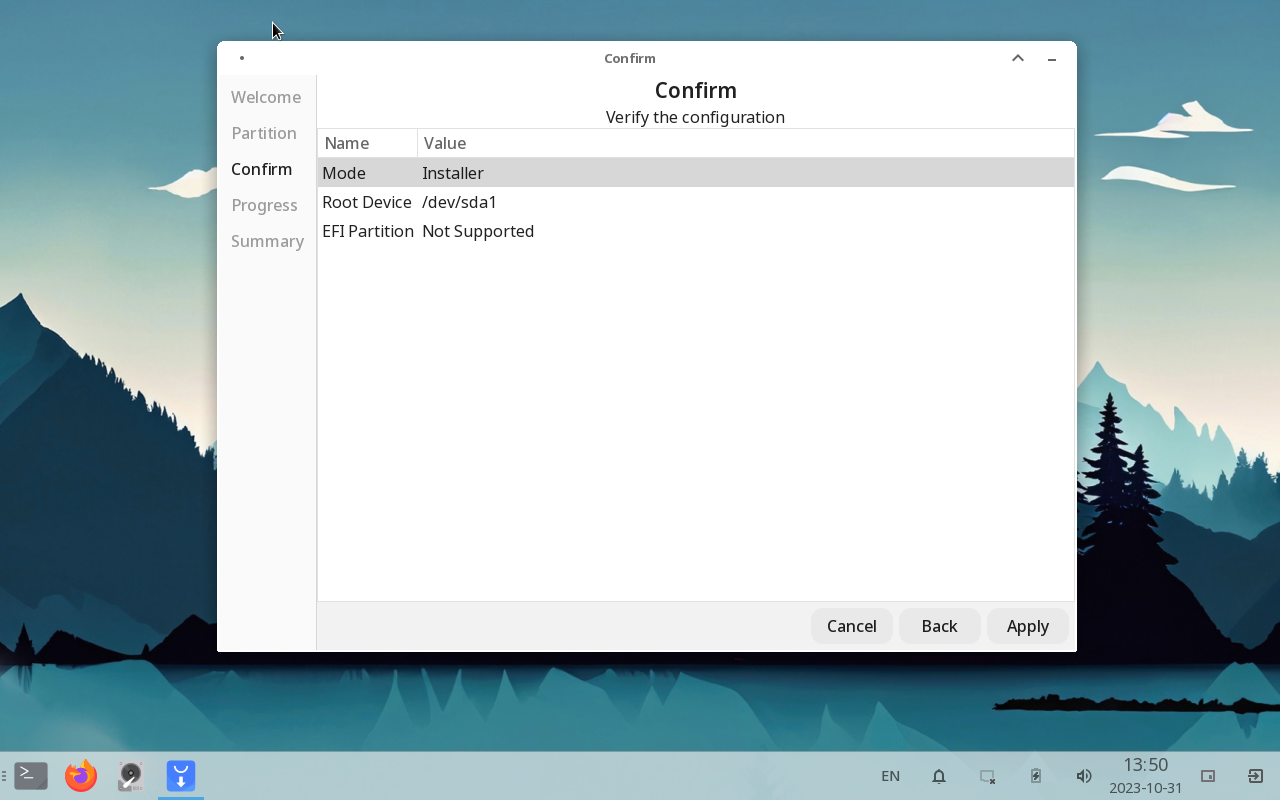 Confirm
Welcome
Partition
Confirm
Progress
Summary
Confirm
Verify the configuration
Name Value
Mode Installer
Root Device /dev/sda1
EFI Partition Not Supported
Cancel Back Apply
>_
EN
13:50
2023-10-31